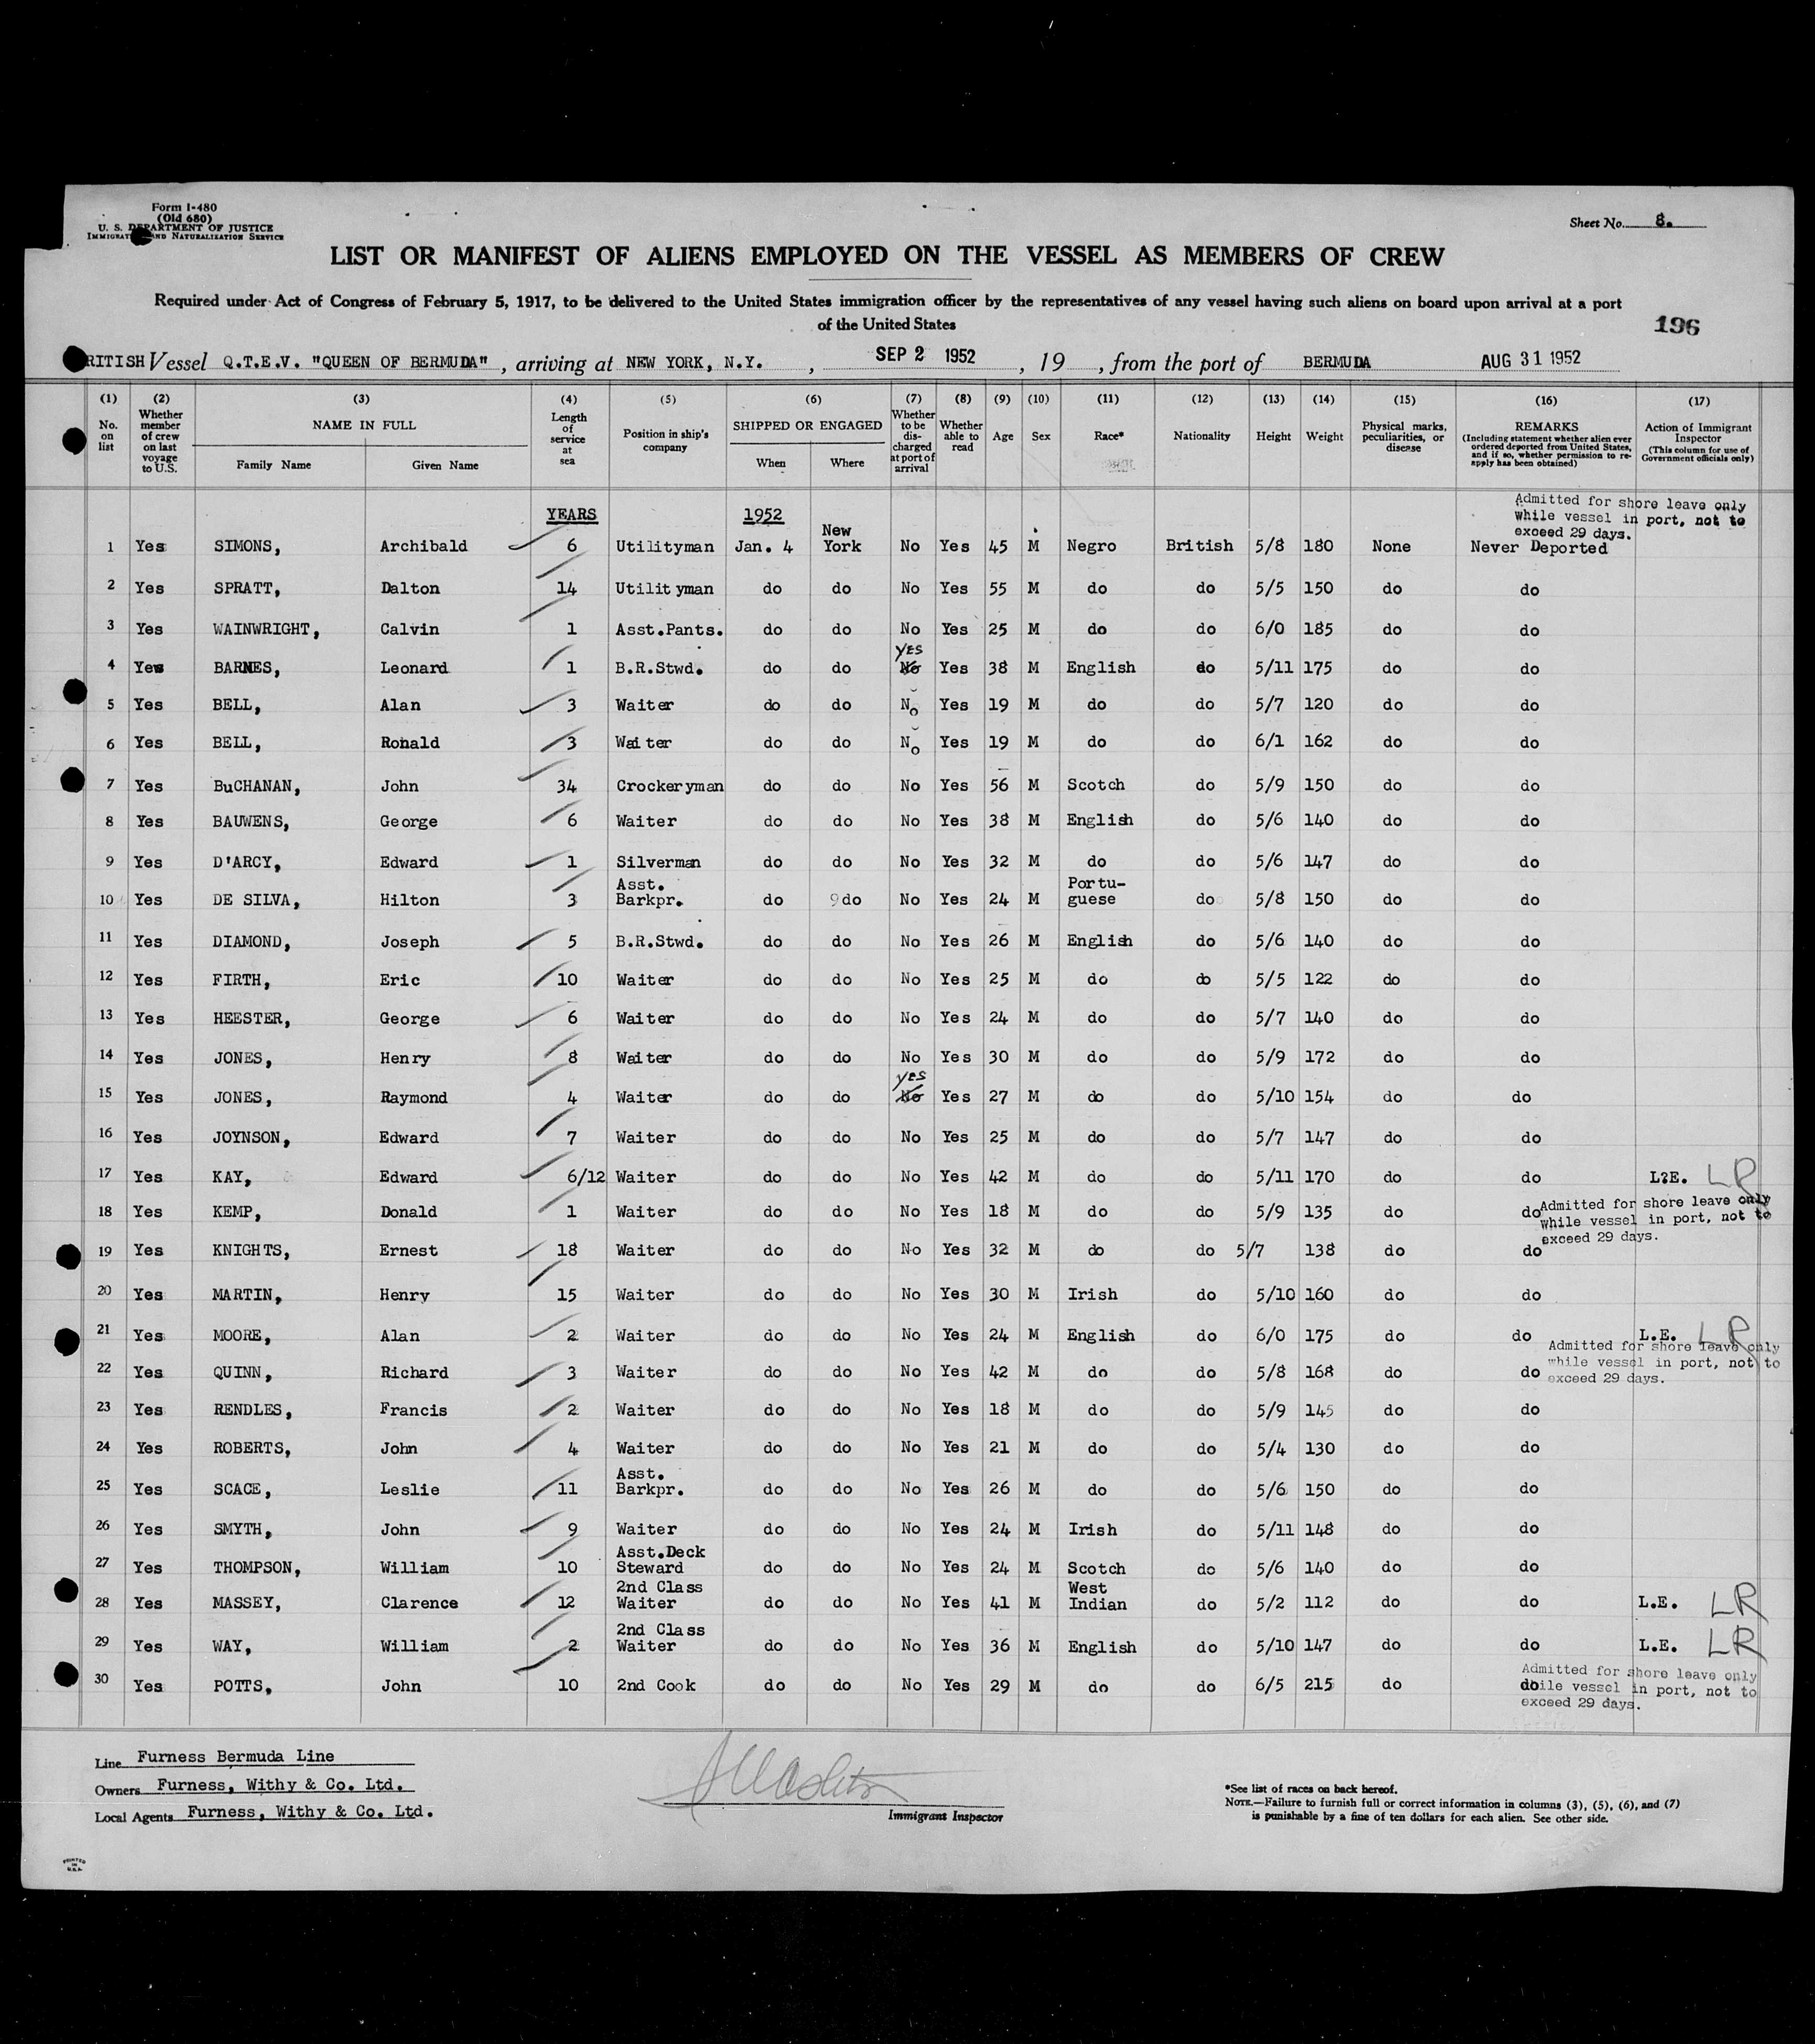 Form I-480
(Old 680)
U. S. DEPARTMENT OF JUSTICE
IMMIGRAT AND NATURALIZATION SERVICE
Sheet No. 8.
LIST OR MANIFEST OF ALIENS EMPLOYED ON THE VESSEL AS MEMBERS OF CREW
Required under Act of Congress of February 5, 1917, to be delivered to the United States immigration officer by the representatives of any vessel having such aliens on board upon arrival at a port
of the United States
196
RITISH Vessel Q.T.E.V. "QUEEN OF BERMUDA", arriving at NEW YORK, N.Y., SEP 2 1952, 19 , from the port of BERMUDA AUG 31 1952
(1) No. on list
(2) Whether member of crew on last voyage to U.S.
(3) NAME IN FULL Family Name Given Name
(4) Length of service at sea
(5) Position in ship's company
(6) SHIPPED OR ENGAGED When Where
(7) Whether to be discharged at port of arrival
(8) Whether able to read
(9) Age
(10) Sex
(11) Race*
(12) Nationality
(13) Height
(14) Weight
(15) Physical marks, peculiarities, or disease
(16) REMARKS (Including statement whether alien ever ordered deported from United States, and if so, whether permission to reapply has been obtained)
(17) Action of Immigrant Inspector (This column for use of Government officials only)
YEARS 1952
Admitted for shore leave only
while vessel in port, not to
exceed 29 days.
1 Yes SIMONS, Archibald 6 Utilityman Jan. 4 New York No Yes 45 M Negro British 5/8 180 None Never Deported
2 Yes SPRATT, Dalton 14 Utilityman do do No Yes 55 M do do 5/5 150 do do
3 Yes WAINWRIGHT, Calvin 1 Asst.Pants. do do No Yes 25 M do do 6/0 185 do do
4 Yes BARNES, Leonard 1 B.R.Stwd. do do No YES Yes 38 M English do 5/11 175 do do
5 Yes BELL, Alan 3 Waiter do do No Yes 19 M do do 5/7 120 do do
6 Yes BELL, Ronald 3 Waiter do do No Yes 19 M do do 6/1 162 do do
7 Yes BuCHANAN, John 34 Crockeryman do do No Yes 56 M Scotch do 5/9 150 do do
8 Yes BAUWENS, George 6 Waiter do do No Yes 38 M English do 5/6 140 do do
9 Yes D'ARCY, Edward 1 Silverman do do No Yes 32 M do do 5/6 147 do do
10 Yes DE SILVA, Hilton 3 Asst. Barkpr. do 9do No Yes 24 M Portu-guese do 5/8 150 do do
11 Yes DIAMOND, Joseph 5 B.R.Stwd. do do No Yes 26 M English do 5/6 140 do do
12 Yes FIRTH, Eric 10 Waiter do do No Yes 25 M do do 5/5 122 do do
13 Yes HEESTER, George 6 Waiter do do No Yes 24 M do do 5/7 140 do do
14 Yes JONES, Henry 8 Waiter do do No Yes 30 M do do 5/9 172 do do
15 Yes JONES, Raymond 4 Waiter do do No yes Yes 27 M do do 5/10 154 do do
16 Yes JOYNSON, Edward 7 Waiter do do No Yes 25 M do do 5/7 147 do do
17 Yes KAY, Edward 6/12 Waiter do do No Yes 42 M do do 5/11 170 do do L?E. LR
18 Yes KEMP, Donald 1 Waiter do do No Yes 18 M do do 5/9 135 do do
Admitted for shore leave only
while vessel in port, not to
exceed 29 days.
19 Yes KNIGHTS, Ernest 18 Waiter do do No Yes 32 M do do 5/7 138 do do
20 Yes MARTIN, Henry 15 Waiter do do No Yes 30 M Irish do 5/10 160 do do
21 Yes MOORE, Alan 2 Waiter do do No Yes 24 M English do 6/0 175 do do L.E. LR
Admitted for shore leave only
while vessel in port, not to
exceed 29 days.
22 Yes QUINN, Richard 3 Waiter do do No Yes 42 M do do 5/8 168 do do
23 Yes RENDLES, Francis 2 Waiter do do No Yes 18 M do do 5/9 145 do do
24 Yes ROBERTS, John 4 Waiter do do No Yes 21 M do do 5/4 130 do do
25 Yes SCACE, Leslie 11 Asst. Barkpr. do do No Yes 26 M do do 5/6 150 do do
26 Yes SMYTH, John 9 Waiter do do No Yes 24 M Irish do 5/11 148 do do
27 Yes THOMPSON, William 10 Asst.Deck Steward do do No Yes 24 M Scotch do 5/6 140 do do
28 Yes MASSEY, Clarence 12 2nd Class Waiter do do No Yes 41 M West Indian do 5/2 112 do do L.E. LR
29 Yes WAY, William 2 2nd Class Waiter do do No Yes 36 M English do 5/10 147 do do L.E. LR
30 Yes POTTS, John 10 2nd Cook do do No Yes 29 M do do 6/5 215 do do
Admitted for shore leave only
while vessel in port, not to
exceed 29 days.
Line Furness Bermuda Line
Owners Furness, Withy & Co. Ltd.
Local Agents Furness, Withy & Co. Ltd.
Immigrant Inspector
*See list of races on back hereof.
NOTE.—Failure to furnish full or correct information in columns (3), (5), (6), and (7)
is punishable by a fine of ten dollars for each alien. See other side.
PRINTED
IN
U.S.A.